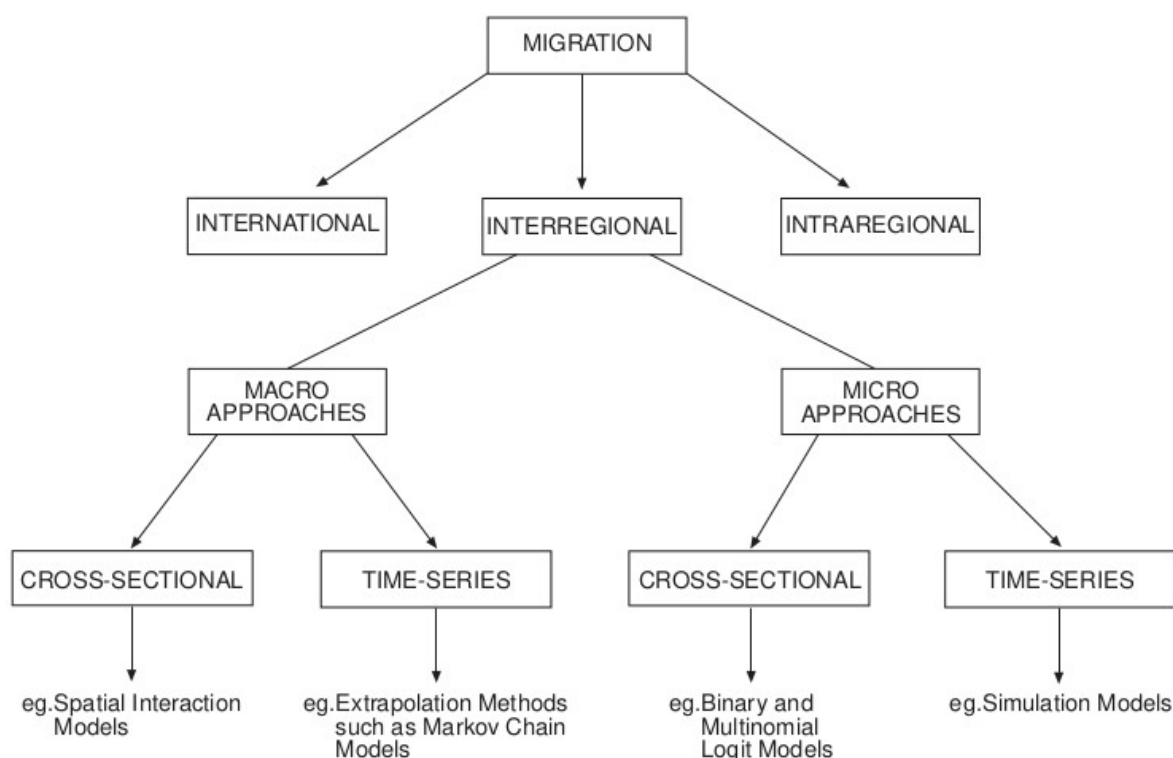 MIGRATION
INTERNATIONAL
INTERREGIONAL
INTRAREGIONAL
MACRO
APPROACHES
MICRO
APPROACHES
CROSS-SECTIONAL
TIME-SERIES
CROSS-SECTIONAL
TIME-SERIES
eg.Spatial Interaction
Models
eg.Extrapolation Methods
such as Markov Chain
Models
eg.Binary and
Multinomial
Logit Models
eg.Simulation Models